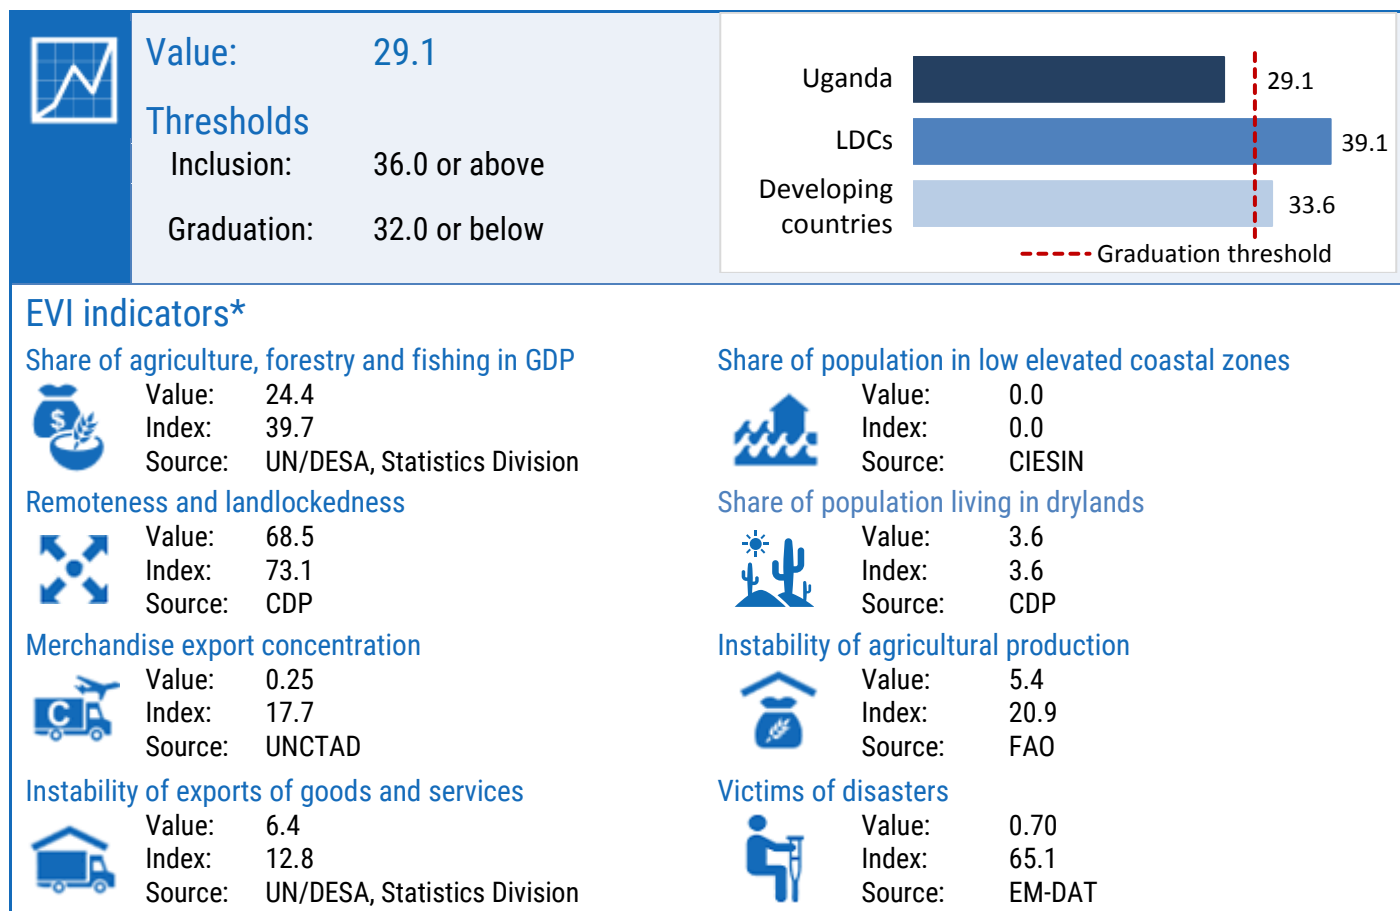 Value: 29.1
Thresholds
Inclusion: 36.0 or above
Graduation: 32.0 or below
Uganda 29.1
LDCs 39.1
Developing
countries 33.6
Graduation threshold
EVI indicators*
Share of agriculture, forestry and fishing in GDP
Value: 24.4
Index: 39.7
Source: UN/DESA, Statistics Division
Share of population in low elevated coastal zones
Value: 0.0
Index: 0.0
Source: CIESIN
Remoteness and landlockedness
Value: 68.5
Index: 73.1
Source: CDP
Share of population living in drylands
Value: 3.6
Index: 3.6
Source: CDP
Merchandise export concentration
C
Value: 0.25
Index: 17.7
Source: UNCTAD
Instability of agricultural production
Value: 5.4
Index: 20.9
Source: FAO
Instability of exports of goods and services
Value: 6.4
Index: 12.8
Source: UN/DESA, Statistics Division
Victims of disasters
Value: 0.70
Index: 65.1
Source: EM-DAT